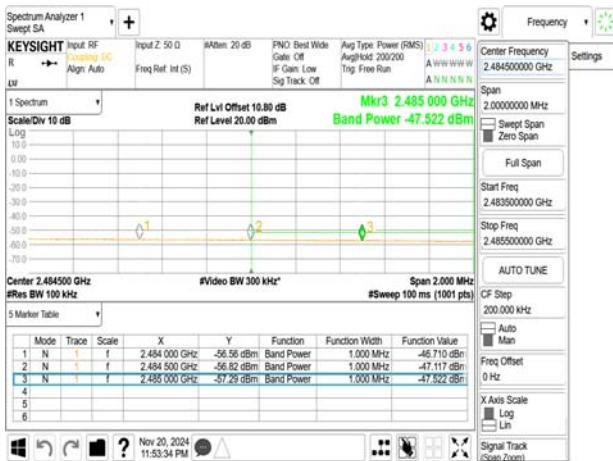 Spectrum Analyzer 1
Swept SA
Frequency
KEYSIGHT
Input: RF
Coupling: DC
Align: Auto
Input Z: 50 Ω
Freq Ref: Int (S)
#Atten: 20 dB
PNO: Best Wide
Gate: Off
IF Gain: Low
Sig Track: Off
Avg Type: Power (RMS)
Avg|Hold: 200/200
Trig: Free Run
1 2 3 4 5 6
A W W W W W
A N N N N N
R
1 Spectrum
Scale/Div 10 dB
Ref Lvl Offset 10.80 dB
Ref Level 20.00 dBm
Mkr3 2.485 000 GHz
Band Power -47.522 dBm
Log
10.0
0.00
-10.0
-20.0
-30.0
-40.0
-50.0
-60.0
-70.0
1
2
3
Center 2.484500 GHz
#Res BW 100 kHz
#Video BW 300 kHz*
Span 2.000 MHz
#Sweep 100 ms (1001 pts)
5 Marker Table
Mode Trace Scale X Y Function Function Width Function Value
1 N 1 f 2.484 000 GHz -56.56 dBm Band Power 1.000 MHz -46.710 dBm
2 N 1 f 2.484 500 GHz -56.82 dBm Band Power 1.000 MHz -47.117 dBm
3 N 1 f 2.485 000 GHz -57.29 dBm Band Power 1.000 MHz -47.522 dBm
4
5
6
Nov 20, 2024
11:53:34 PM
Settings
Center Frequency
2.484500000 GHz
Span
2.00000000 MHz
Swept Span
Zero Span
Full Span
Start Freq
2.483500000 GHz
Stop Freq
2.485500000 GHz
AUTO TUNE
CF Step
200.000 kHz
Auto
Man
Freq Offset
0 Hz
X Axis Scale
Log
Lin
Signal Track
(Span Zoom)